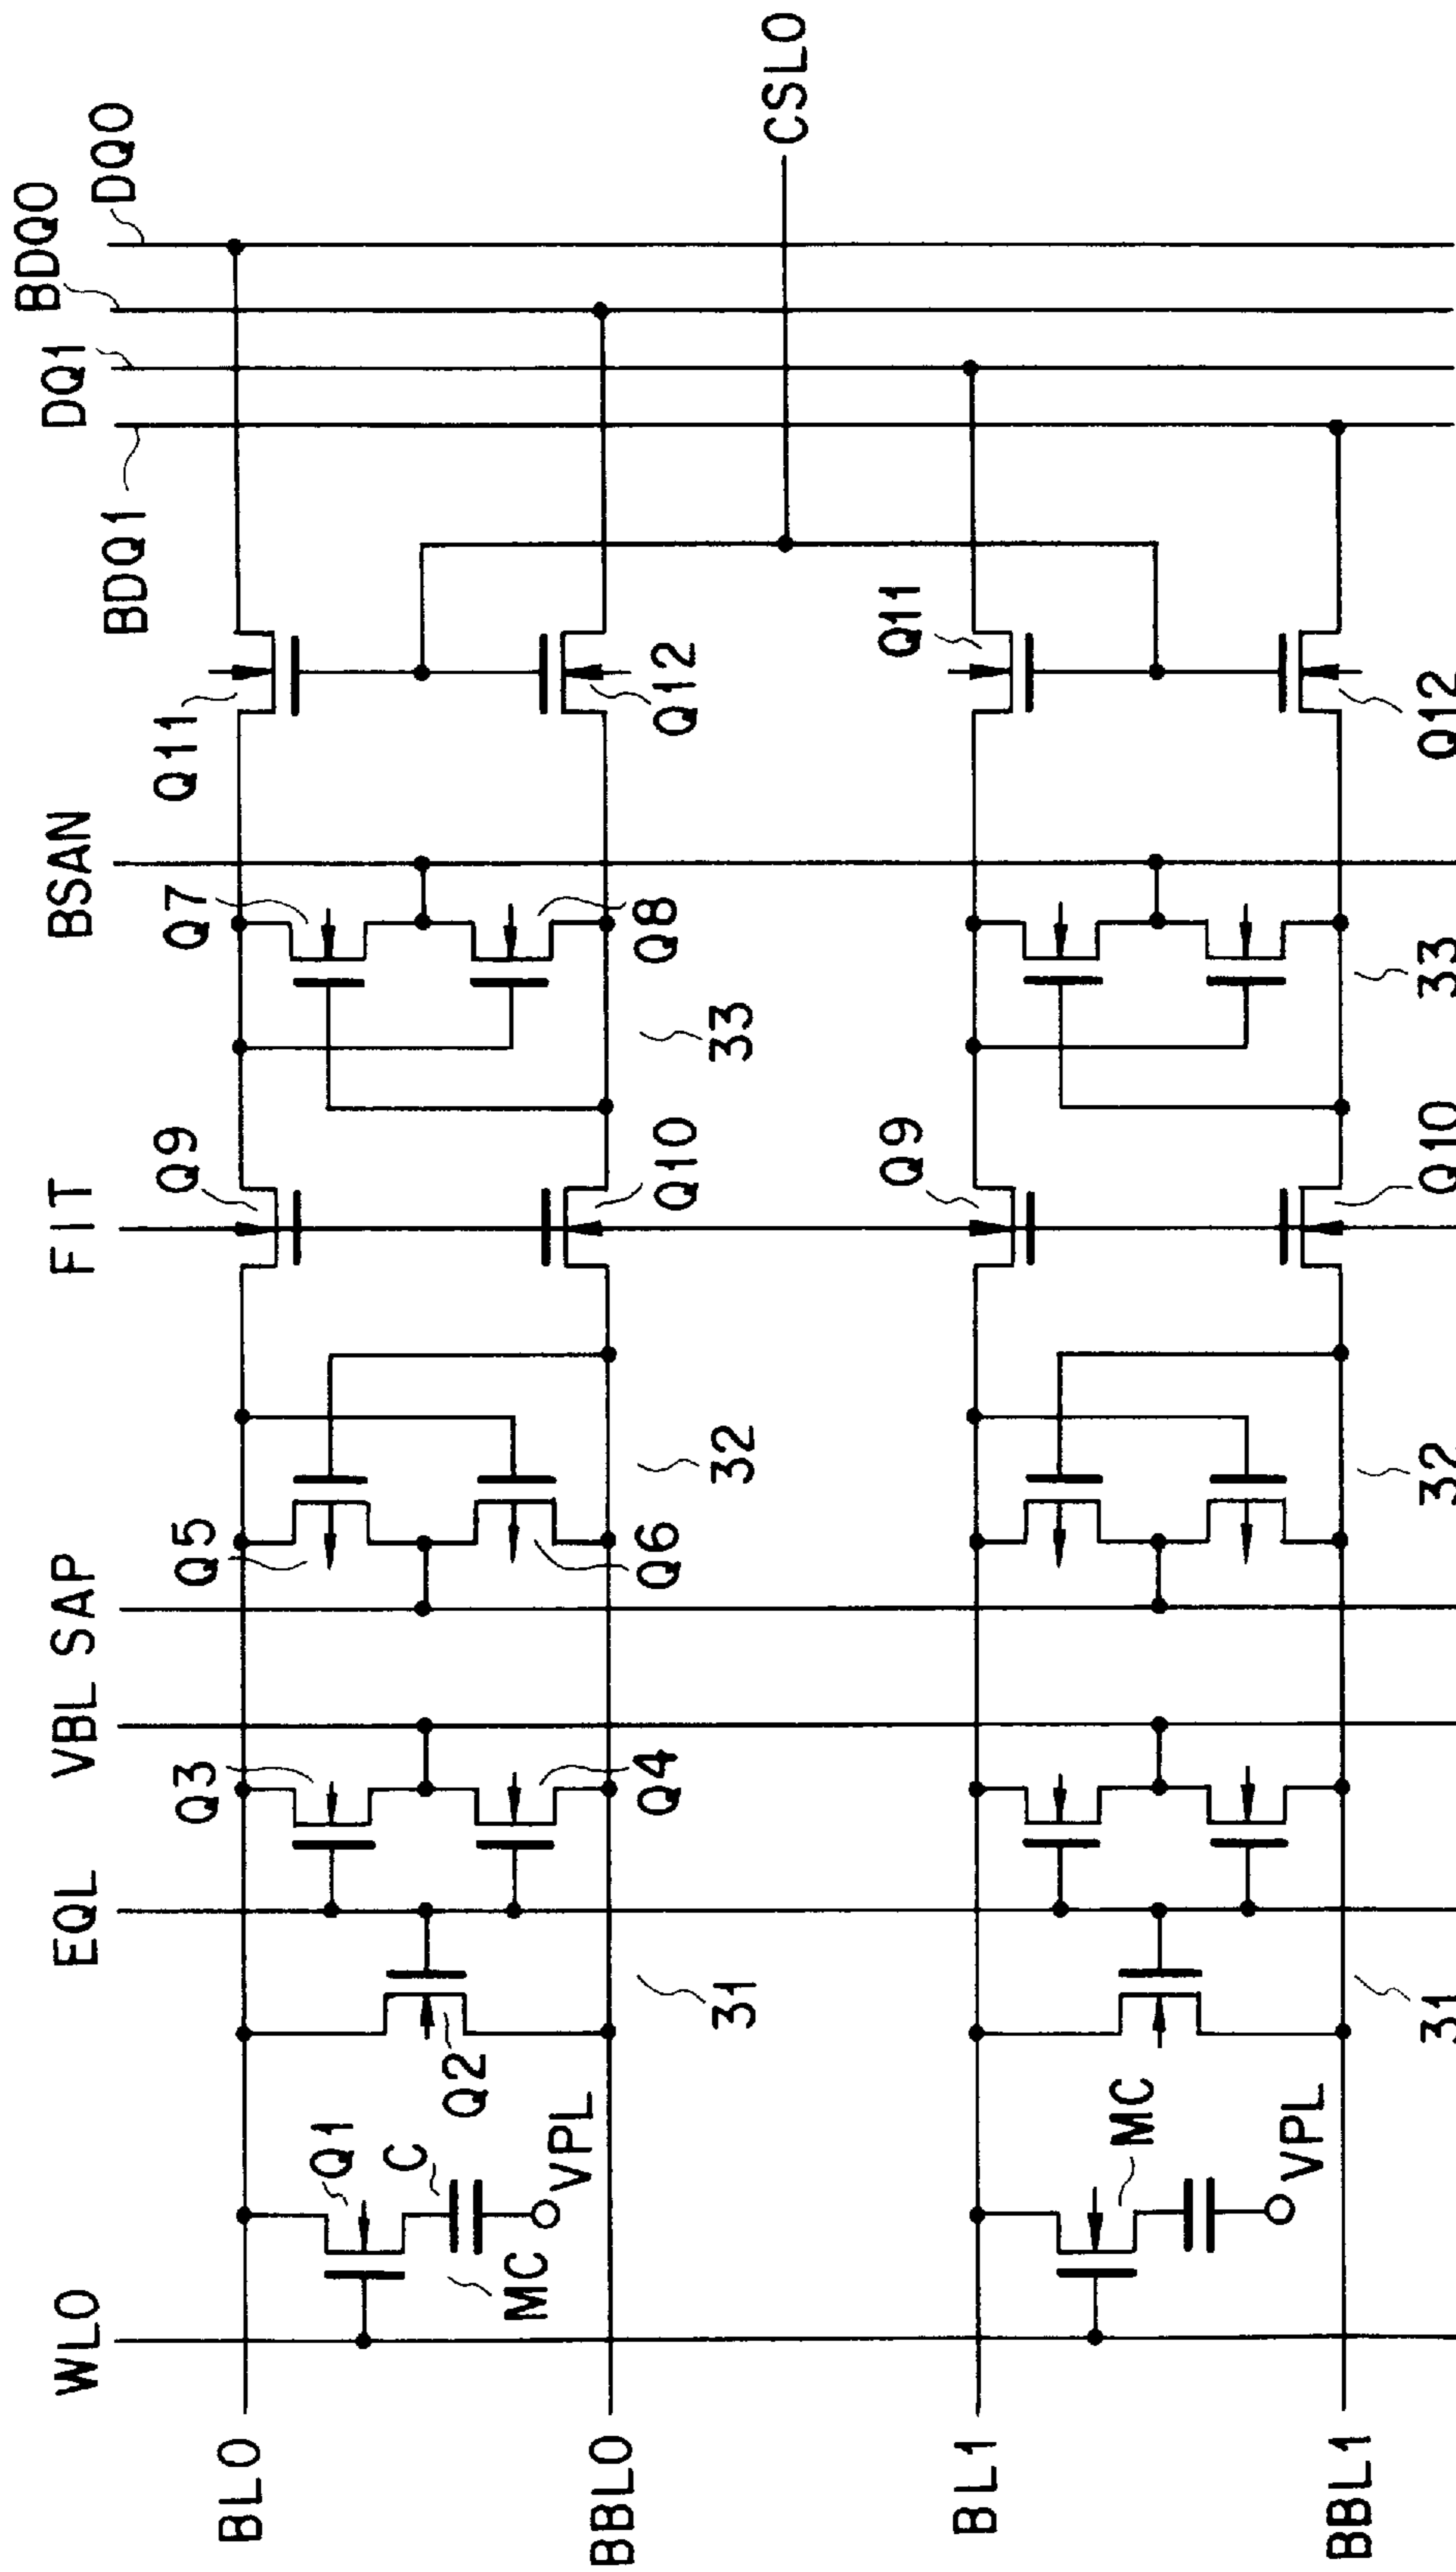 WL0
EQL
VBL
SAP
FIT
BSAN
BDQ1
DQ1
BDQ0
DQ0
BL0
Q1
C
MC
VPL
Q2
Q3
Q5
Q9
Q7
Q11
BBL0
Q4
Q6
Q10
Q8
Q12
31
32
33
CSL0
BL1
MC
VPL
Q9
Q11
BBL1
31
32
Q10
33
Q12